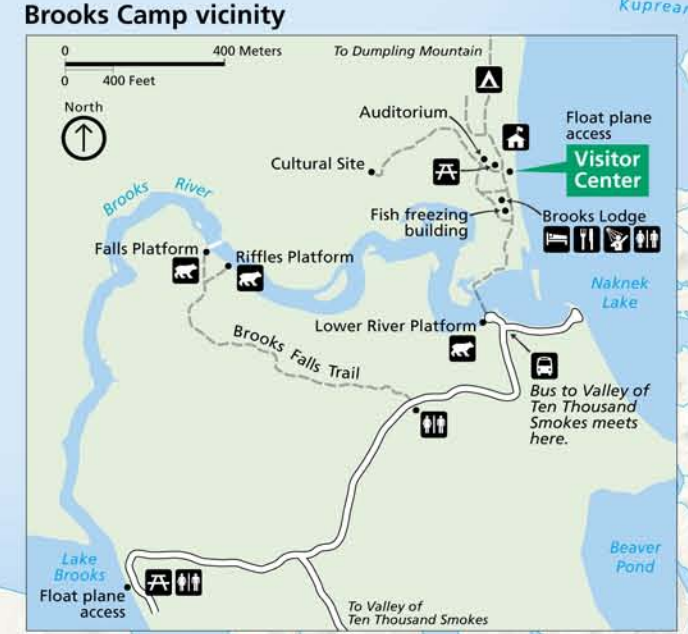 Brooks Camp vicinity
0
400 Meters
0
400 Feet
North
To Dumpling Mountain
Auditorium
Float plane
access
Visitor
Center
Cultural Site
Brooks River
Fish freezing
building
Brooks Lodge
Falls Platform
Riffles Platform
Naknek
Lake
Lower River Platform
Brooks Falls Trail
Bus to Valley of
Ten Thousand
Smokes meets
here.
Lake
Brooks
Float plane
access
Beaver
Pond
To Valley of
Ten Thousand Smokes